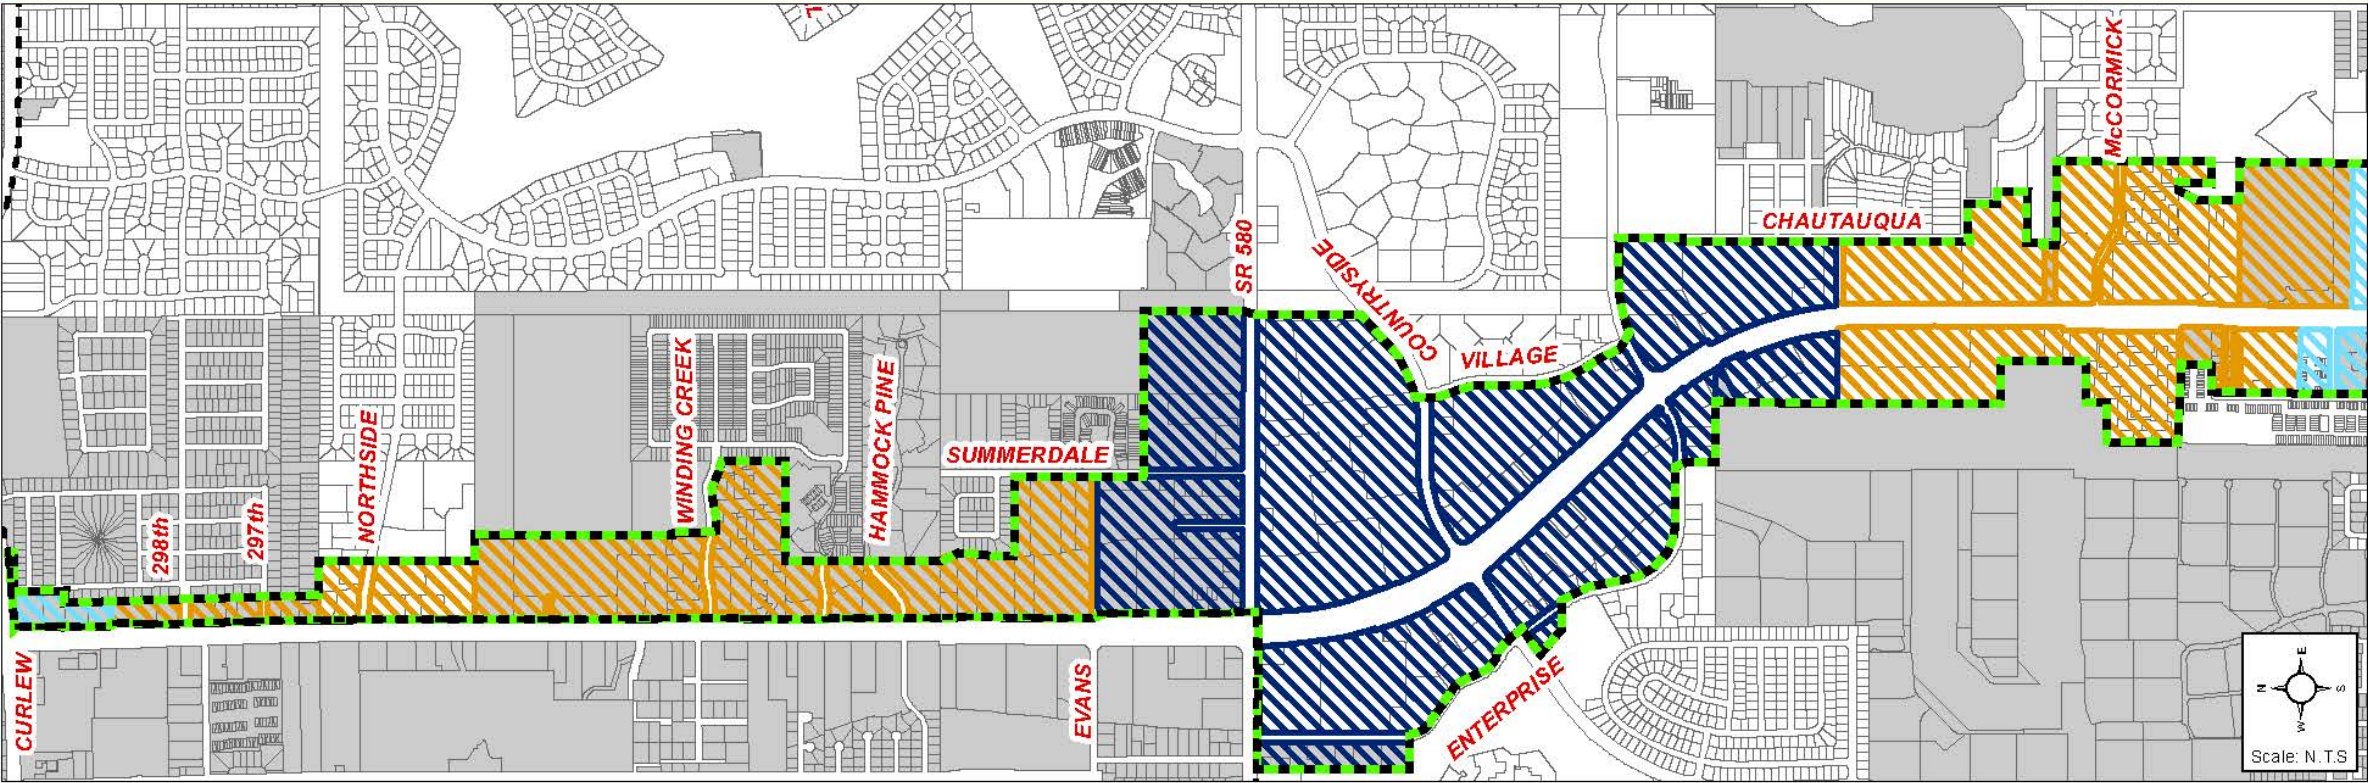 McCORMICK
CHAUTAUQUA
SR 580
COUNTRYSIDE
VILLAGE
WINDING CREEK
HAMMOCK PINE
NORTHSIDE
SUMMERDALE
298th
297th
CURLEW
EVANS
ENTERPRISE
E
N
S
W
Scale: N.T.S